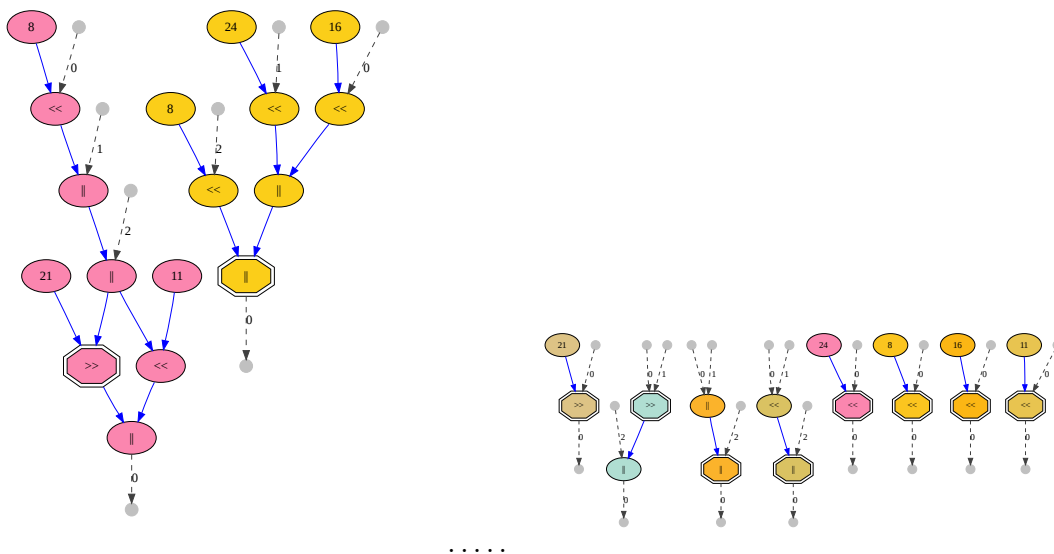 8 24 16
0 1 0
<< 8 << <<
1 2
|| << ||
2
21 || 11 ||
0
21 24 8 16 11
0 0 1 0 1 0 1 0 0 0 0
>> << 
>> >> || << << << << <<
2 0 2 2 0 0 0 0
|| 0
|| || ||
0 0 0
.....